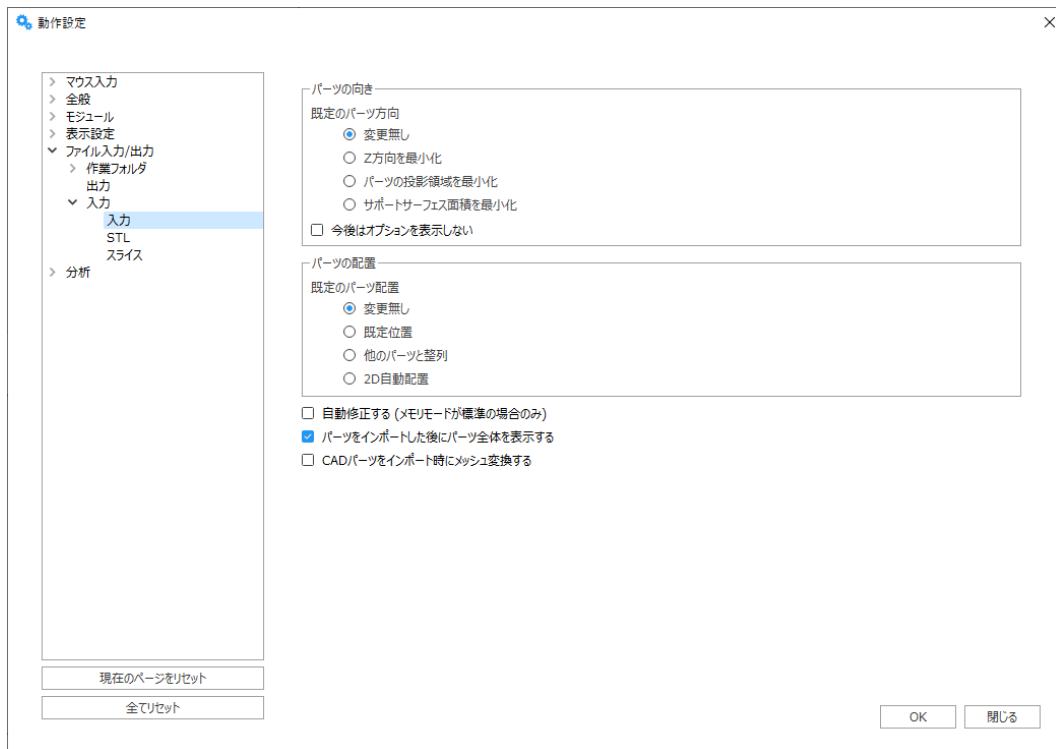 動作設定
マウス入力
全般
モジュール
表示設定
ファイル入力/出力
作業フォルダ
出力
入力
入力
STL
スライス
分析
現在のページをリセット
全てリセット
パーツの向き
既定のパーツ方向
変更無し
Z方向を最小化
パーツの投影領域を最小化
サポートサーフェス面積を最小化
今後はオプションを表示しない
パーツの配置
既定のパーツ配置
変更無し
既定位置
他のパーツと整列
2D自動配置
自動修正する (メモリモードが標準の場合のみ)
パーツをインポートした後にパーツ全体を表示する
CADパーツをインポート時にメッシュ変換する
OK
閉じる